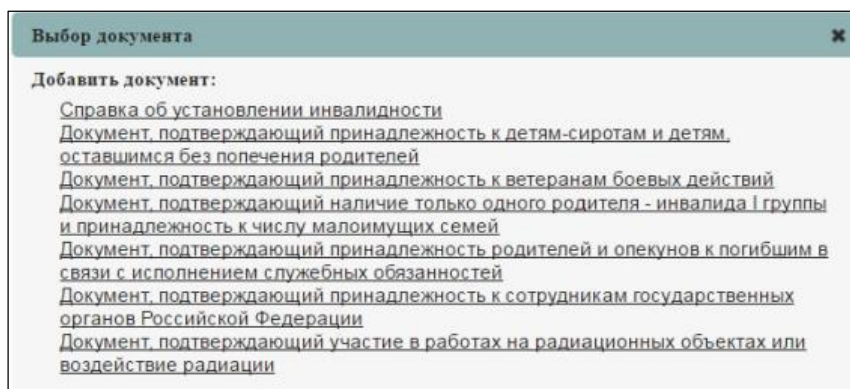 Выбор документа
Добавить документ:
Справка об установлении инвалидности
Документ, подтверждающий принадлежность к детям-сиротам и детям,
оставшимся без попечения родителей
Документ, подтверждающий принадлежность к ветеранам боевых действий
Документ, подтверждающий наличие только одного родителя - инвалида I группы
и принадлежность к числу малоимущих семей
Документ, подтверждающий принадлежность родителей и опекунов к погибшим в
связи с исполнением служебных обязанностей
Документ, подтверждающий принадлежность к сотрудникам государственных
органов Российской Федерации
Документ, подтверждающий участие в работах на радиационных объектах или
воздействие радиации